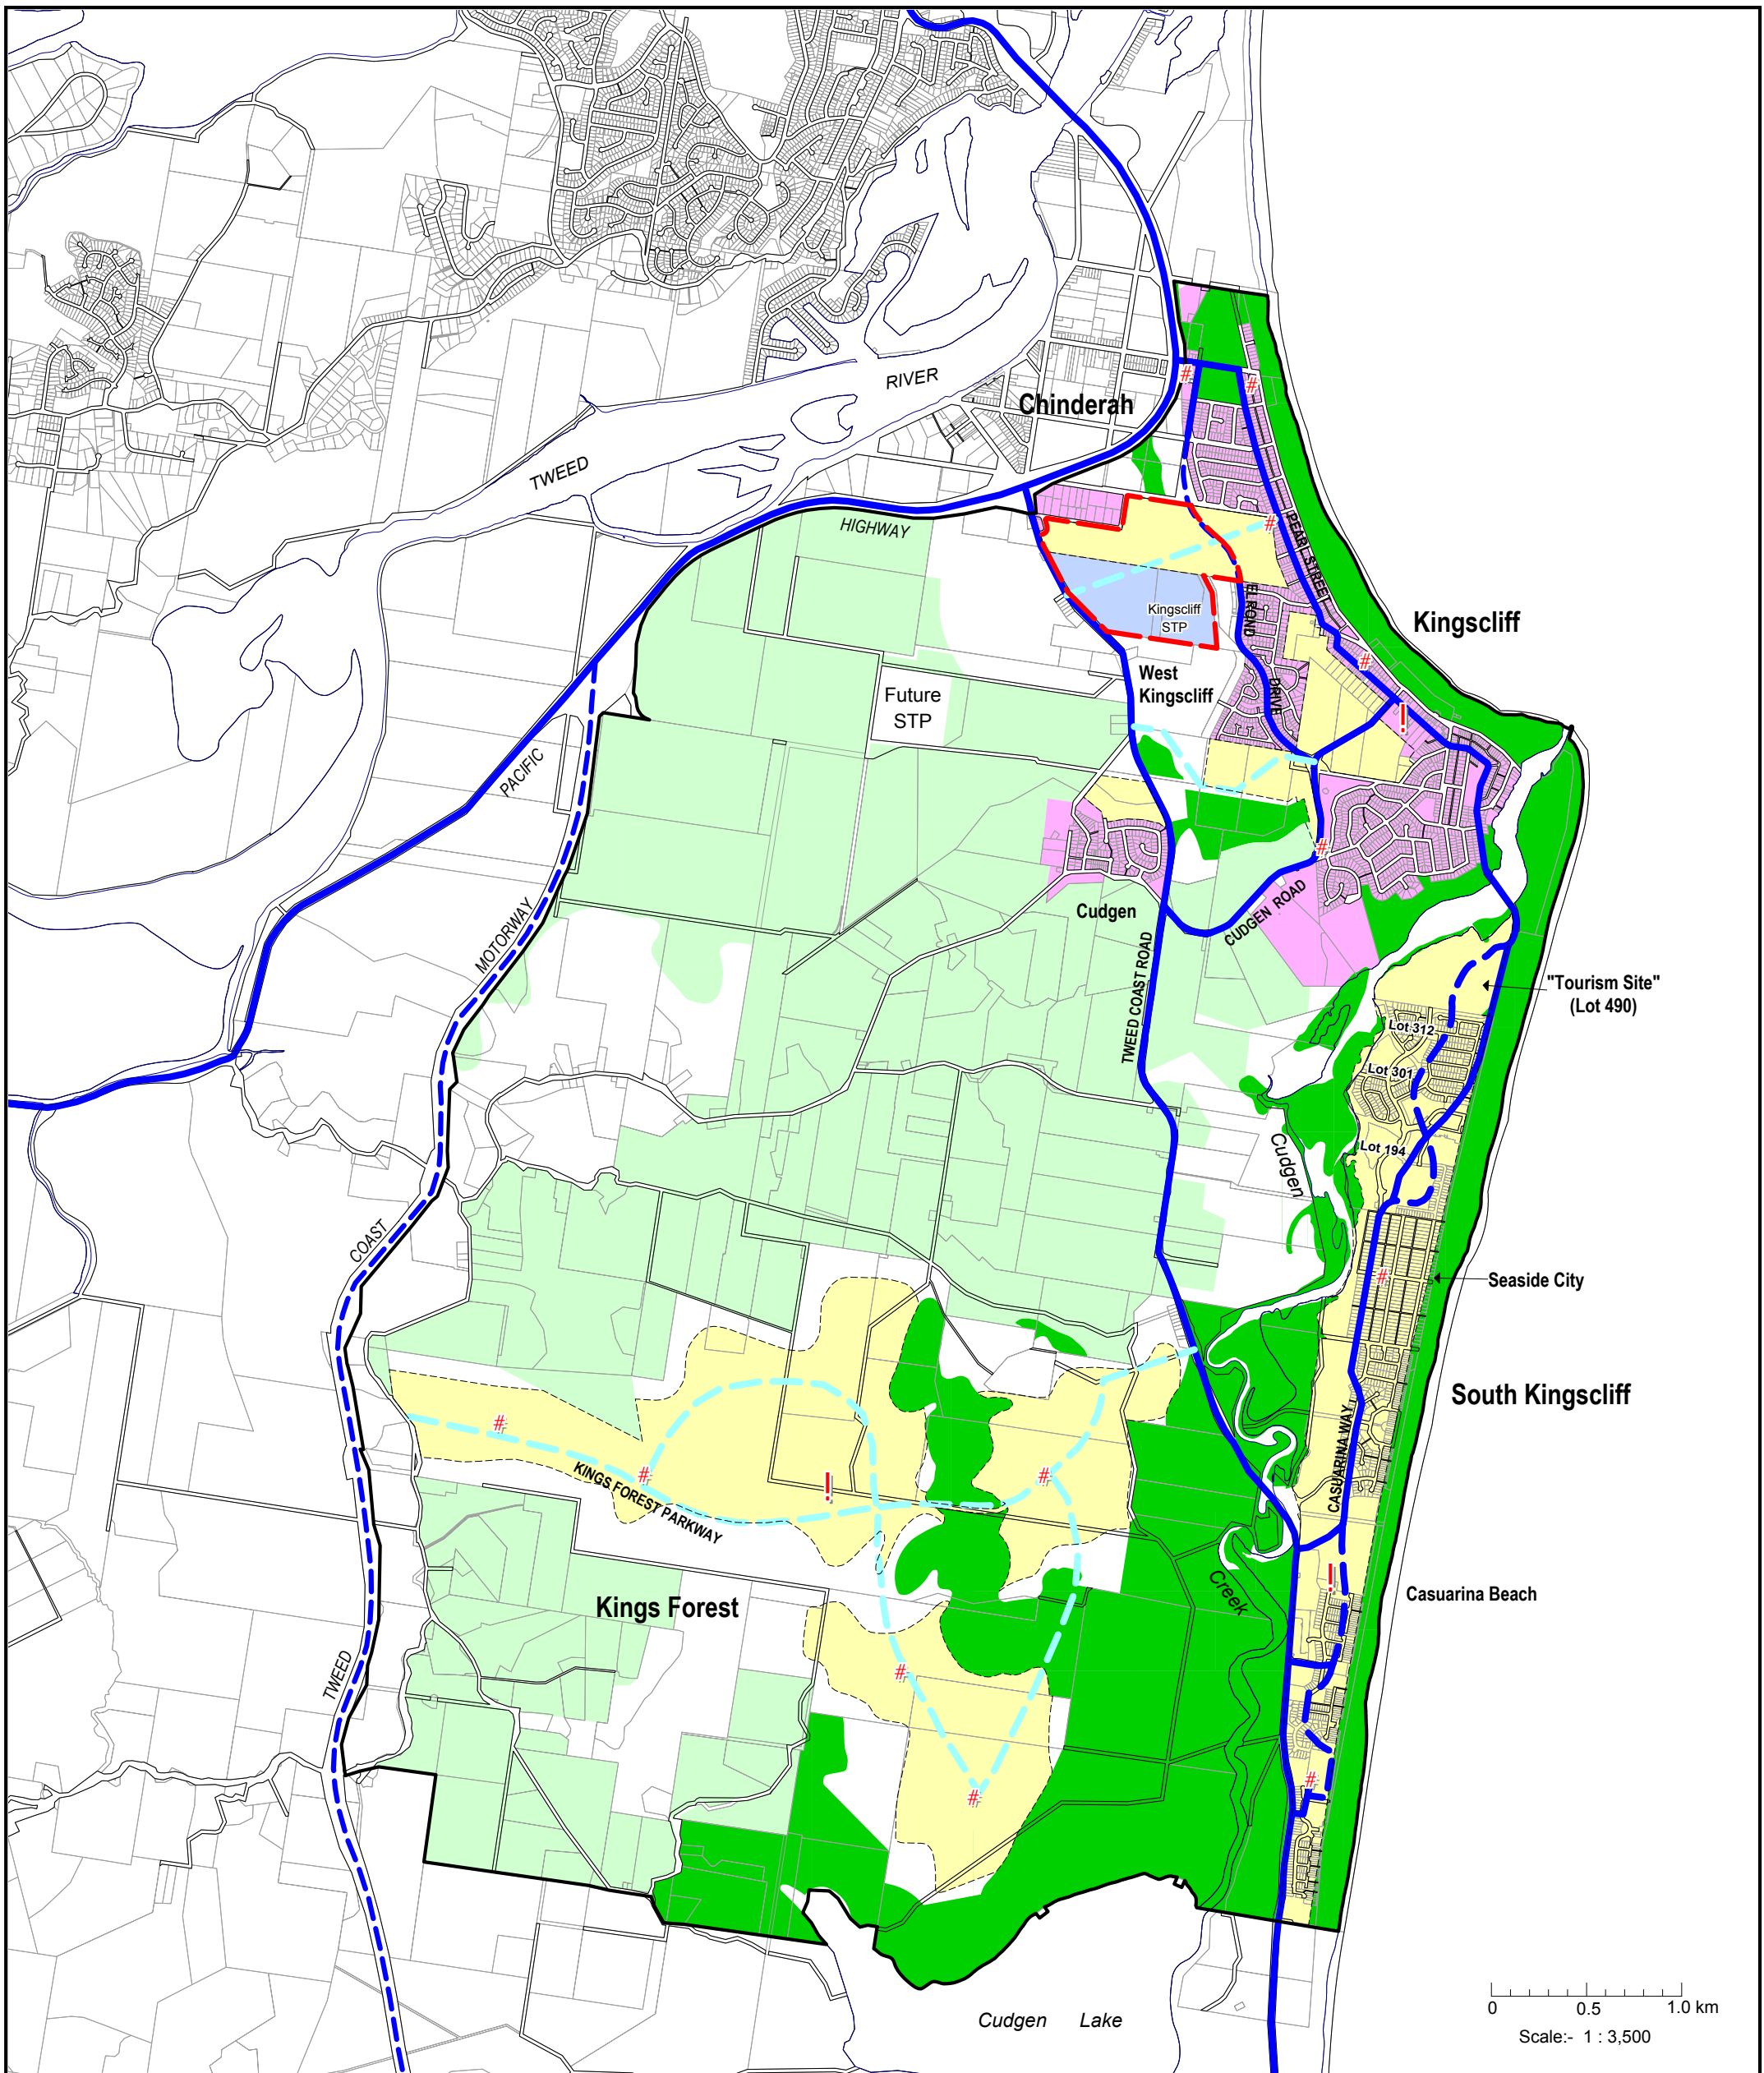 RIVER
Chinderah
TWEED
HIGHWAY
PEARL STREET
Kingscliff
STP
ELROND
Kingscliff
West
Kingscliff
DRIVE
Future
STP
PACIFIC
Cudgen
CUDGEN ROAD
MOTORWAY
TWEED COAST ROAD
"Tourism Site"
(Lot 490)
Lot 312
Lot 301
Lot 194
Cudgen
COAST
Seaside City
South Kingscliff
CASUARINA WAY
KINGS FOREST PARKWAY
Kings Forest
Creek
Casuarina Beach
TWEED
0 0.5 1.0 km
Scale:- 1 : 3,500
Cudgen Lake
#
#
#
#
!
#
#
#
#
!
#
!
#
#
#